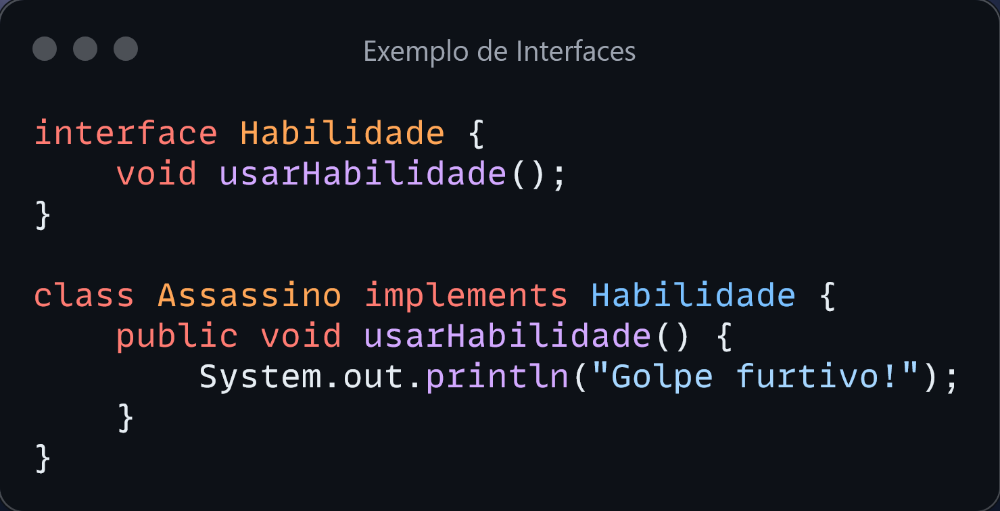 Exemplo de Interfaces
interface Habilidade {
    void usarHabilidade();
}

class Assassino implements Habilidade {
    public void usarHabilidade() {
        System.out.println("Golpe furtivo!");
    }
}